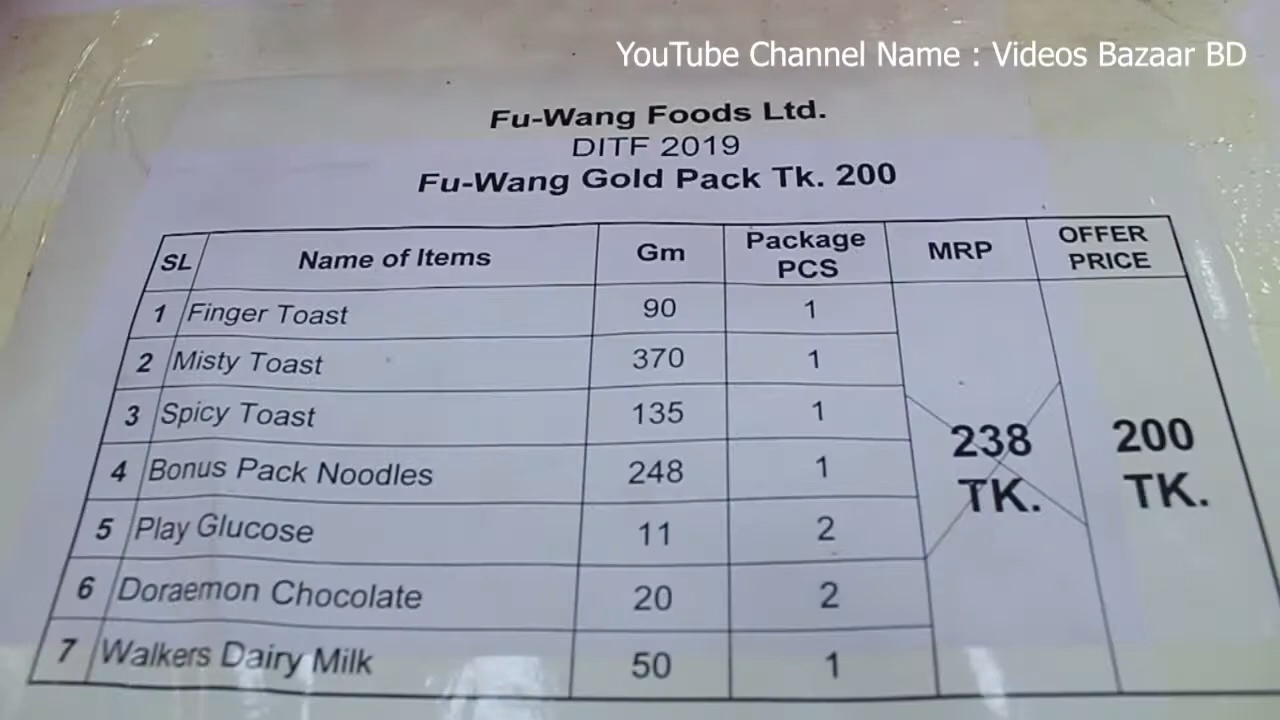 YouTube Channel Name : Videos Bazaar BD
Fu-Wang Foods Ltd.
DITF 2019
Fu-Wang Gold Pack Tk. 200
SL Name of Items Gm Package PCS MRP OFFER PRICE
1 Finger Toast 90 1
2 Misty Toast 370 1
3 Spicy Toast 135 1
4 Bonus Pack Noodles 248 1
5 Play Glucose 11 2
6 Doraemon Chocolate 20 2
7 Walkers Dairy Milk 50 1
238 TK.
200 TK.